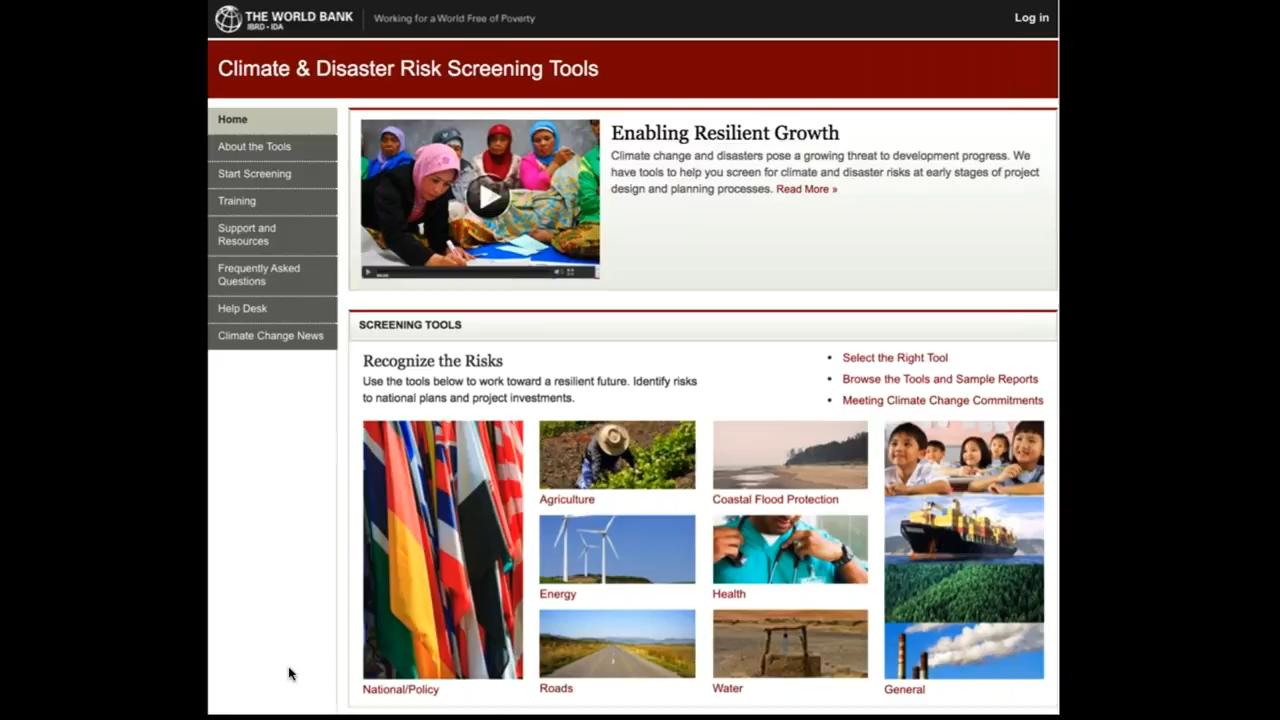 THE WORLD BANK
IBRD • IDA
Working for a World Free of Poverty
Log in
Climate & Disaster Risk Screening Tools
Home
About the Tools
Start Screening
Training
Support and
Resources
Frequently Asked
Questions
Help Desk
Climate Change News
Enabling Resilient Growth
Climate change and disasters pose a growing threat to development progress. We
have tools to help you screen for climate and disaster risks at early stages of project
design and planning processes. Read More »
SCREENING TOOLS
Recognize the Risks
Use the tools below to work toward a resilient future. Identify risks
to national plans and project investments.
• Select the Right Tool
• Browse the Tools and Sample Reports
• Meeting Climate Change Commitments
Agriculture
Coastal Flood Protection
Energy
Health
National/Policy
Roads
Water
General